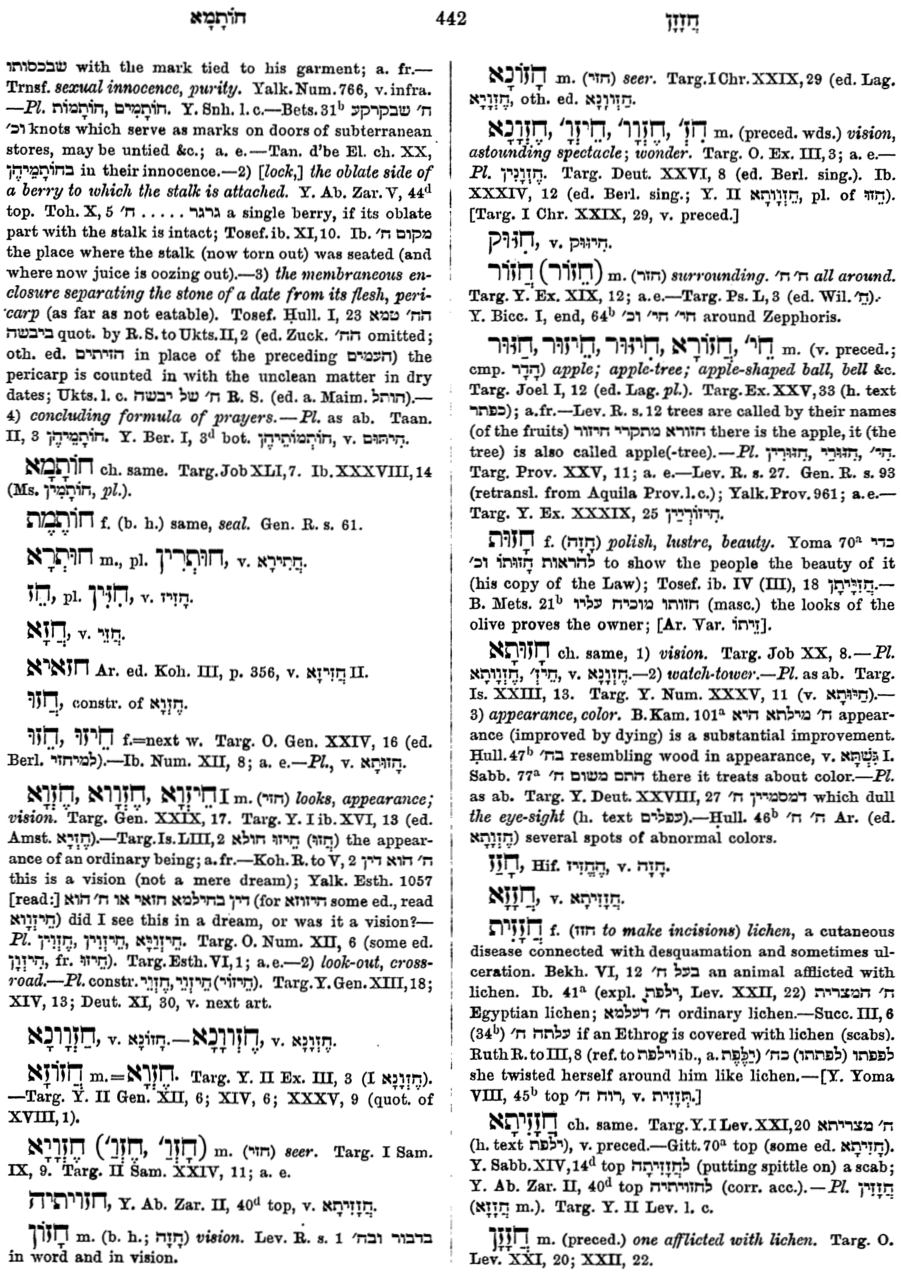 חוֹתָמָא
442
חֲזָזָן
שבכסותו with the mark tied to his garment; a. fr.—
Trnsf. sexual innocence, purity. Yalk. Num. 766, v. infra.
—Pl. חוֹתָמִים, חוֹתָמוֹת. Y. Snh. l. c.—Bets. 31ᵇ ח' שבקרקע
וכ' knots which serve as marks on doors of subterranean
stores, may be untied &c.; a. e.—Tan. d'be El. ch. XX,
בחוֹתָמֵיהֶן in their innocence.—2) [lock,] the oblate side of
a berry to which the stalk is attached. Y. Ab. Zar. V, 44ᵈ
top. Toh. X, 5 גרגר ..... ח' a single berry, if its oblate
part with the stalk is intact; Tosef. ib. XI, 10. Ib. מקום ח'
the place where the stalk (now torn out) was seated (and
where now juice is oozing out).—3) the membraneous en-
closure separating the stone of a date from its flesh, peri-
carp (as far as not eatable). Tosef. Ḥull. I, 23 הח' טמא
ביבשה quot. by R. S. to Ukts. II, 2 (ed. Zuck. הח' omitted;
oth. ed. הזיתים in place of the preceding העמים) the
pericarp is counted in with the unclean matter in dry
dates; Ukts. l. c. ח' של יבשה R. S. (ed. a. Maim. חותל).—
4) concluding formula of prayers.—Pl. as ab. Taan.
II, 3 חוֹתְמֵיהֶן. Y. Ber. I, 3ᵈ bot. חוֹתְמוֹתֵיהֶן, v. חִיתּוּם.
חוֹתָמָא ch. same. Targ. Job XLI, 7. Ib. XXXVIII, 14
(Ms. חוֹתָמִין, pl.).
חוֹתֶמֶת f. (b. h.) same, seal. Gen. R. s. 61.
חוּתְרָא m., pl. חוּתְרִין, v. חֲתִירָא.
חֵז, pl. חִזִּין, v. חָזִיז.
חֲזָא, v. חֲזֵי.
חזאיא Ar. ed. Koh. III, p. 356, v. חֲזִיזָא II.
חֲזוּ, constr. of חֶזְוָא.
חֵיזוּ, חֵזוּ f.=next w. Targ. O. Gen. XXIV, 16 (ed.
Berl. למיחזי).—Ib. Num. XII, 8; a. e.—Pl., v. חָזוּתָא.
חֵיזְוָא, חֶזְוָוא, חֶזְוָא I m. (חזי) looks, appearance;
vision. Targ. Gen. XXIX, 17. Targ. Y. I ib. XVI, 13 (ed.
Amst. חֶזְיָא).—Targ. Is. LIII, 2 חיזו חולא (חֵזוּ) the appear-
ance of an ordinary being; a. fr.—Koh. R. to V, 2 ח' הוא דין
this is a vision (not a mere dream); Yalk. Esth. 1057
[read:] דין בחילמא חזאי או ח' הוא (for חיזווא some ed., read
חֵיזְוָוא) did I see this in a dream, or was it a vision?—
Pl. חֶזְוִין, חֵיזְוִין, חֵיזְוַיָּא. Targ. O. Num. XII, 6 (some ed.
חֵיזְוָן, fr. חֵיזוּ). Targ. Esth. VI, 1; a. e.—2) look-out, cross-
road.—Pl. constr. חֶזְוֵי, חֵיזְוֵי (חֵיזוֹרֵי). Targ. Y. Gen. XIII, 18;
XIV, 13; Deut. XI, 30, v. next art.
חַזְוָונָא, v. חזוֹנָא.—חֶזְוָונָא, v. חֶזְוָנָא.
חֲזוֹזָא m.=חֶזְוָא. Targ. Y. II Ex. III, 3 (I חֶזְוָנָא).
—Targ. Y. II Gen. XII, 6; XIV, 6; XXXV, 9 (quot. of
XVIII, 1).
חֶזְוָיָא (חֶזְוַ', חַזְוָ') m. (חזי) seer. Targ. I Sam.
IX, 9. Targ. II Sam. XXIV, 11; a. e.
חזויתיה, Y. Ab. Zar. II, 40ᵈ top, v. חֲזָזִיתָא.
חָזוֹן m. (b. h.; חָזָה) vision. Lev. R. s. 1 בדבור ובח'
in word and in vision.
חָזוֹנָא m. (חזי) seer. Targ. I Chr. XXIX, 29 (ed. Lag.
חֶזְוָיָא, oth. ed. חַזְוָנָא.
חֶזְוָנָא, חֵיזְוָ', חֶזְוָו', חִזְ' m. (preced. wds.) vision,
astounding spectacle; wonder. Targ. O. Ex. III, 3; a. e.—
Pl. חֶזְוָנִין. Targ. Deut. XXVI, 8 (ed. Berl. sing.). Ib.
XXXIV, 12 (ed. Berl. sing.; Y. II חֶזְוָותָא, pl. of חֵזוּ).
[Targ. I Chr. XXIX, 29, v. preced.]
חִזּוּק, v. חִיזּוּק.
חֲזוֹר (חֵזוֹר) m. (חזר) surrounding. ח' ח' all around.
Targ. Y. Ex. XIX, 12; a. e.—Targ. Ps. L, 3 (ed. Wil. חֲ').
Y. Bicc. I, end, 64ᵇ חי' חי' וכ' around Zepphoris.
חַזּוּר, חֵיזוּר, חִיזּוּר, חֲזוֹרָא, חִי' m. (v. preced.;
cmp. הָדָר) apple; apple-tree; apple-shaped ball, bell &c.
Targ. Joel I, 12 (ed. Lag. pl.). Targ. Ex. XXV, 33 (h. text
כפתר); a. fr.—Lev. R. s. 12 trees are called by their names
(of the fruits) חזורא מתקרי חיזור there is the apple, it (the
tree) is also called apple(-tree).—Pl. חַזּוּרִין, חַזּוּרֵי, חִי'.
Targ. Prov. XXV, 11; a. e.—Lev. R. s. 27. Gen. R. s. 93
(retransl. from Aquila Prov. l. c.); Yalk. Prov. 961; a. e.—
Targ. Y. Ex. XXXIX, 25 חִיזוֹרְיָין.
חָזוּת f. (חָזָה) polish, lustre, beauty. Yoma 70ᵃ כדי
להראות חָזוּתוֹ וכ' to show the people the beauty of it
(his copy of the Law); Tosef. ib. IV (III), 18 חֲזִיָּיתָן.—
B. Mets. 21ᵇ חזותו מוכיח עליו (masc.) the looks of the
olive proves the owner; [Ar. Var. זֵיתוֹ].
חָזוּתָא ch. same, 1) vision. Targ. Job XX, 8.—Pl.
חֶזְוָותָא, חֵיזְ', v. חֶזְוָנָא.—2) watch-tower.—Pl. as ab. Targ.
Is. XXIII, 13. Targ. Y. Num. XXXV, 11 (v. חַיּוּתָא).—
3) appearance, color. B. Kam. 101ᵃ ח' מילתא היא appear-
ance (improved by dying) is a substantial improvement.
Ḥull. 47ᵇ בח' resembling wood in appearance, v. גִּשְׁתָּא I.
Sabb. 77ᵃ התם משום ח' there it treats about color.—Pl.
as ab. Targ. Y. Deut. XXVIII, 27 ח' דמסמיין which dull
the eye-sight (h. text עפלים).—Ḥull. 46ᵇ ח' ח' Ar. (ed.
חֶזְוָתָא) several spots of abnormal colors.
חָזַז, Hif. הֶחֱזִיז, v. חָזָה.
חֲזָזָא, v. חֲזָזִיתָא.
חֲזָזִית f. (חזז to make incisions) lichen, a cutaneous
disease connected with desquamation and sometimes ul-
ceration. Bekh. VI, 12 בעל ח' an animal afflicted with
lichen. Ib. 41ᵃ (expl. ילפת, Lev. XXII, 22) ח' המצרית
Egyptian lichen; ח' דעלמא ordinary lichen.—Succ. III, 6
(34ᵇ) עלתה ח' if an Ethrog is covered with lichen (scabs).
Ruth R. to III, 8 (ref. to וילפת ib., a. יַלֶּפֶת) לפפתו (לפתתו) כח'
she twisted herself around him like lichen.—[Y. Yoma
VIII, 45ᵇ top רוח ח', v. תְּזָזִית.]
חֲזָזִיתָא ch. same. Targ. Y. I Lev. XXI, 20 ח' מצריתא
(h. text ילפת), v. preced.—Gitt. 70ᵃ top (some ed. חֲזִיתָא).
Y. Sabb. XIV, 14ᵈ top לחזָזִיתָה (putting spittle on) a scab;
Y. Ab. Zar. II, 40ᵈ top לחזויתיה (corr. acc.).—Pl. חֲזָזִין
(חֲזָזָא m.). Targ. Y. II Lev. l. c.
חֲזָזָן m. (preced.) one afflicted with lichen. Targ. O.
Lev. XXI, 20; XXII, 22.